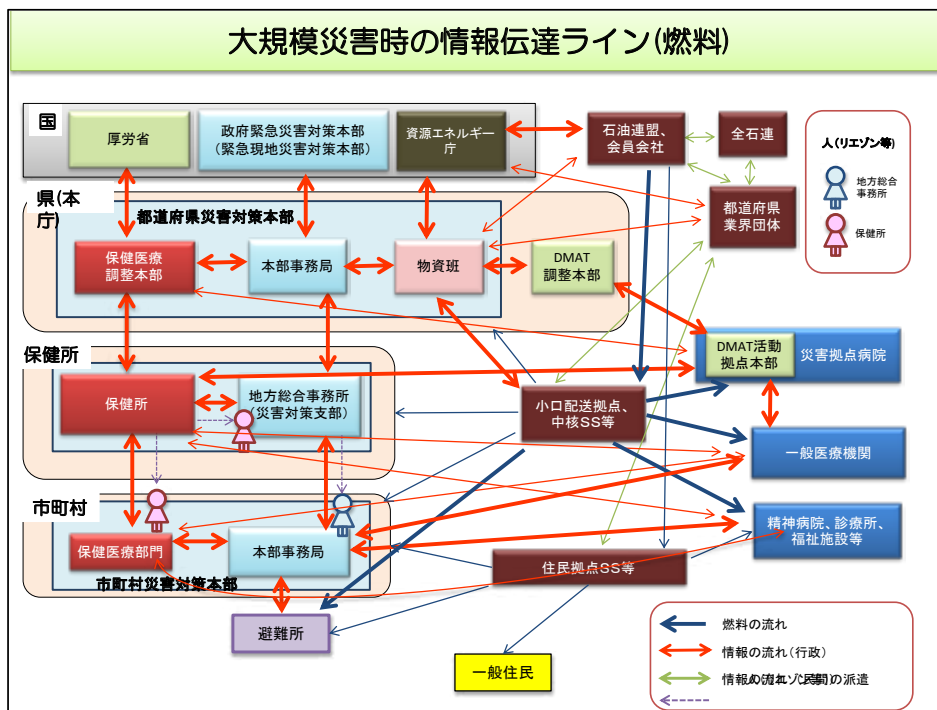 大規模災害時の情報伝達ライン(燃料)
国
厚労省
政府緊急災害対策本部
(緊急現地災害対策本部)
資源エネルギー
庁
石油連盟、
会員会社
全石連
人(リエゾン等)
地方総合
事務所
保健所
県(本
庁)
都道府県災害対策本部
都道府県
業界団体
保健医療
調整本部
本部事務局
物資班
DMAT
調整本部
保健所
DMAT活動
拠点本部
災害拠点病院
保健所
地方総合事務所
(災害対策支部)
小口配送拠点、
中核SS等
一般医療機関
市町村
精神病院、診療所、
福祉施設等
保健医療部門
本部事務局
住民拠点SS等
市町村災害対策本部
避難所
一般住民
燃料の流れ
情報の流れ(行政)
情報の流れ
の派遣